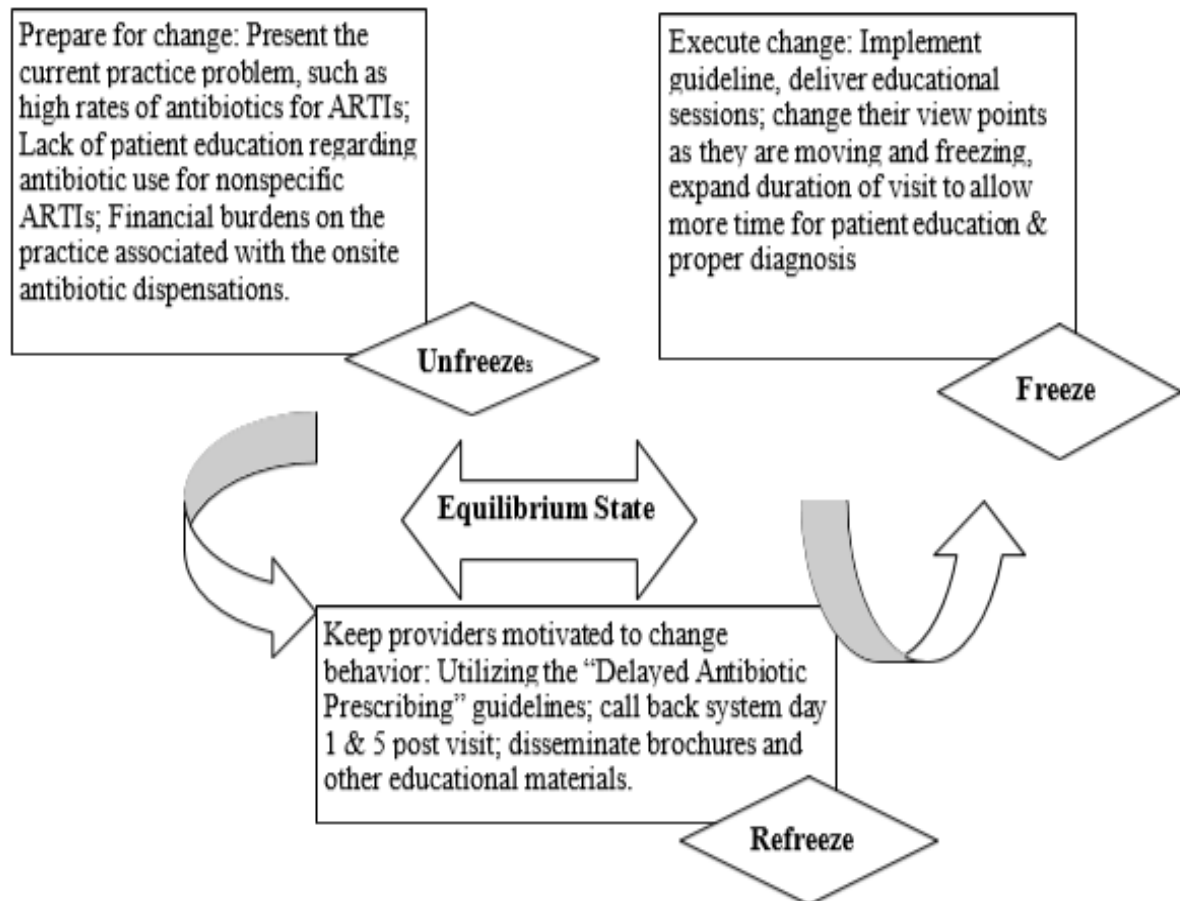 Prepare for change: Present the
current practice problem, such as
high rates of antibiotics for ARTIs;
Lack of patient education regarding
antibiotic use for nonspecific
ARTIs; Financial burdens on the
practice associated with the onsite
antibiotic dispensations.
Unfreezes
Execute change: Implement
guideline, deliver educational
sessions; change their view points
as they are moving and freezing,
expand duration of visit to allow
more time for patient education &
proper diagnosis
Freeze
Equilibrium State
Keep providers motivated to change
behavior: Utilizing the “Delayed Antibiotic
Prescribing” guidelines; call back system day
1 & 5 post visit; disseminate brochures and
other educational materials.
Refreeze